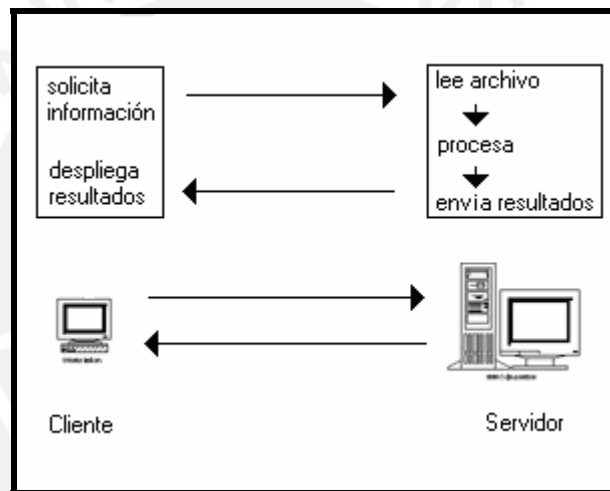 solicita
información
despliega
resultados
lee archivo
procesa
envia resultados
Cliente
Servidor